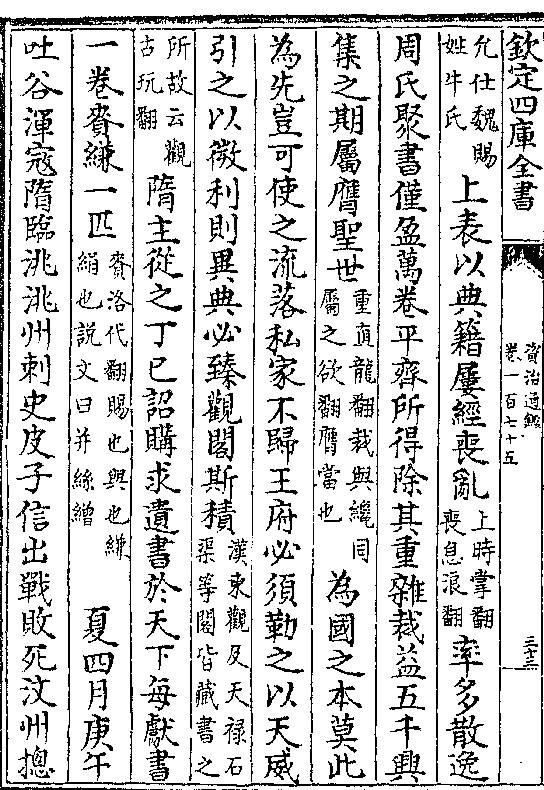 欽定四庫全書
資治通鑑
卷一百七十五
三十三
允仕魏賜
姓牛氏
上表以典籍屢經喪亂
上時掌翻
喪息浪翻
率多散逸
周氏聚書僅盈萬卷平齊所得除其重雜裁益五千興
集之期屬膺聖世
重直龍翻裁與纔同
屬之欲翻膺當也
為國之本莫此
為先豈可使之流落私家不歸王府必須勒之以天威
引之以微利則異典必臻觀閣斯積
漢東觀及天祿石
渠等閣皆藏書之
所故云觀
古玩翻
隋主從之丁巳詔購求遺書於天下每獻書
一卷賚縑一匹
賚洛代翻賜也與也縑
絹也説文曰并絲繒
夏四月庚午
吐谷渾寇隋臨洮洮州刺史皮子信出戰敗死汶州摠